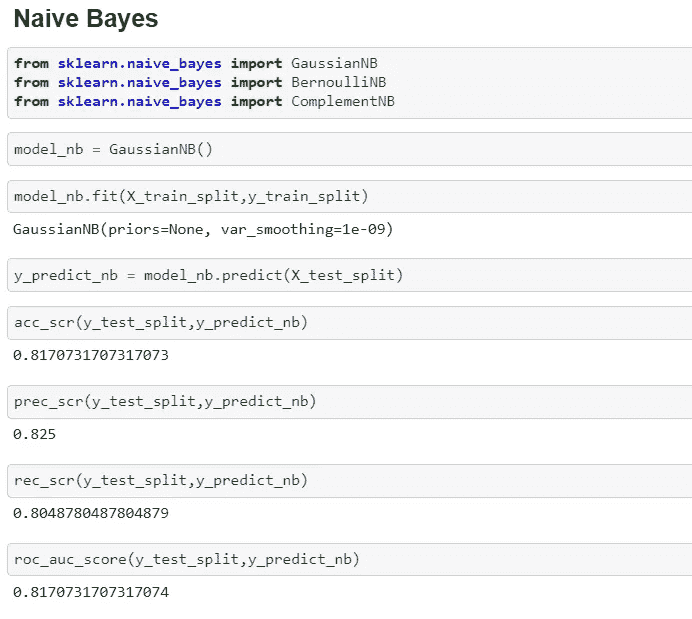 Naive Bayes
from sklearn.naive_bayes import GaussianNB
from sklearn.naive_bayes import BernoulliNB
from sklearn.naive_bayes import ComplementNB
model_nb = GaussianNB()
model_nb.fit(X_train_split,y_train_split)
GaussianNB(priors=None, var_smoothing=1e-09)
y_predict_nb = model_nb.predict(X_test_split)
acc_scr(y_test_split,y_predict_nb)
0.8170731707317073
prec_scr(y_test_split,y_predict_nb)
0.825
rec_scr(y_test_split,y_predict_nb)
0.8048780487804879
roc_auc_score(y_test_split,y_predict_nb)
0.8170731707317074